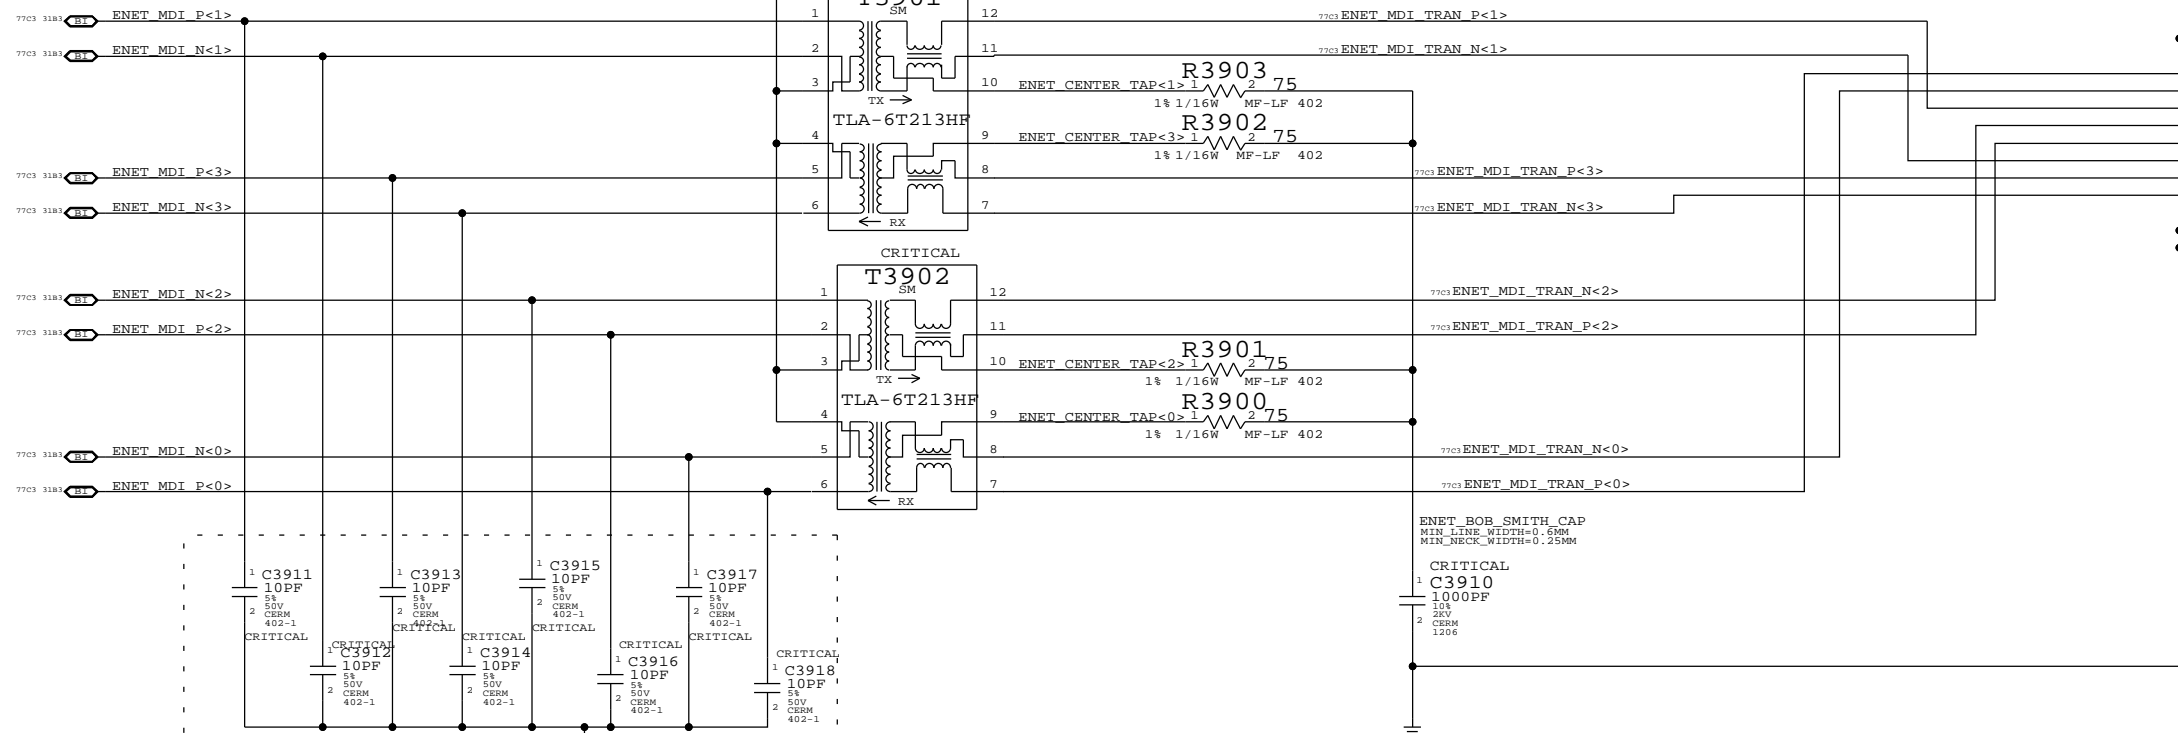 77C3 31B3 BI ENET_MDI_P<1> 1 SM 12 77C3 ENET_MDI_TRAN_P<1>
77C3 31B3 BI ENET_MDI_N<1> 2 11 77C3 ENET_MDI_TRAN_N<1>
R3903
3 10 ENET_CENTER_TAP<1> 1 2 75
TX 1% 1/16W MF-LF 402
TLA-6T213HF
R3902
4 9 ENET_CENTER_TAP<3> 1 2 75
1% 1/16W MF-LF 402
77C3 31B3 BI ENET_MDI_P<3> 5 8 77C3 ENET_MDI_TRAN_P<3>
77C3 31B3 BI ENET_MDI_N<3> 6 7 77C3 ENET_MDI_TRAN_N<3>
RX
CRITICAL
T3902
SM
77C3 31B3 BI ENET_MDI_N<2> 1 12 77C3 ENET_MDI_TRAN_N<2>
77C3 31B3 BI ENET_MDI_P<2> 2 11 77C3 ENET_MDI_TRAN_P<2>
R3901
3 10 ENET_CENTER_TAP<2> 1 2 75
TX 1% 1/16W MF-LF 402
TLA-6T213HF
R3900
4 9 ENET_CENTER_TAP<0> 1 2 75
1% 1/16W MF-LF 402
77C3 31B3 BI ENET_MDI_N<0> 5 8 77C3 ENET_MDI_TRAN_N<0>
77C3 31B3 BI ENET_MDI_P<0> 6 7 77C3 ENET_MDI_TRAN_P<0>
RX
ENET_BOB_SMITH_CAP
MIN_LINE_WIDTH=0.6MM
MIN_NECK_WIDTH=0.25MM
1 C3911
10PF
5%
50V
2 CERM
402-1
CRITICAL
CRITICAL
1 C3912
10PF
5%
50V
2 CERM
402-1
1 C3913
10PF
5%
50V
2 CERM
402-1
CRITICAL
CRITICAL
1 C3914
10PF
5%
50V
2 CERM
402-1
1 C3915
10PF
5%
50V
2 CERM
402-1
CRITICAL
CRITICAL
1 C3916
10PF
5%
50V
2 CERM
402-1
1 C3917
10PF
5%
50V
2 CERM
402-1
CRITICAL
CRITICAL
1 C3918
10PF
5%
50V
2 CERM
402-1
CRITICAL
1 C3910
1000PF
10%
2KV
2 CERM
1206